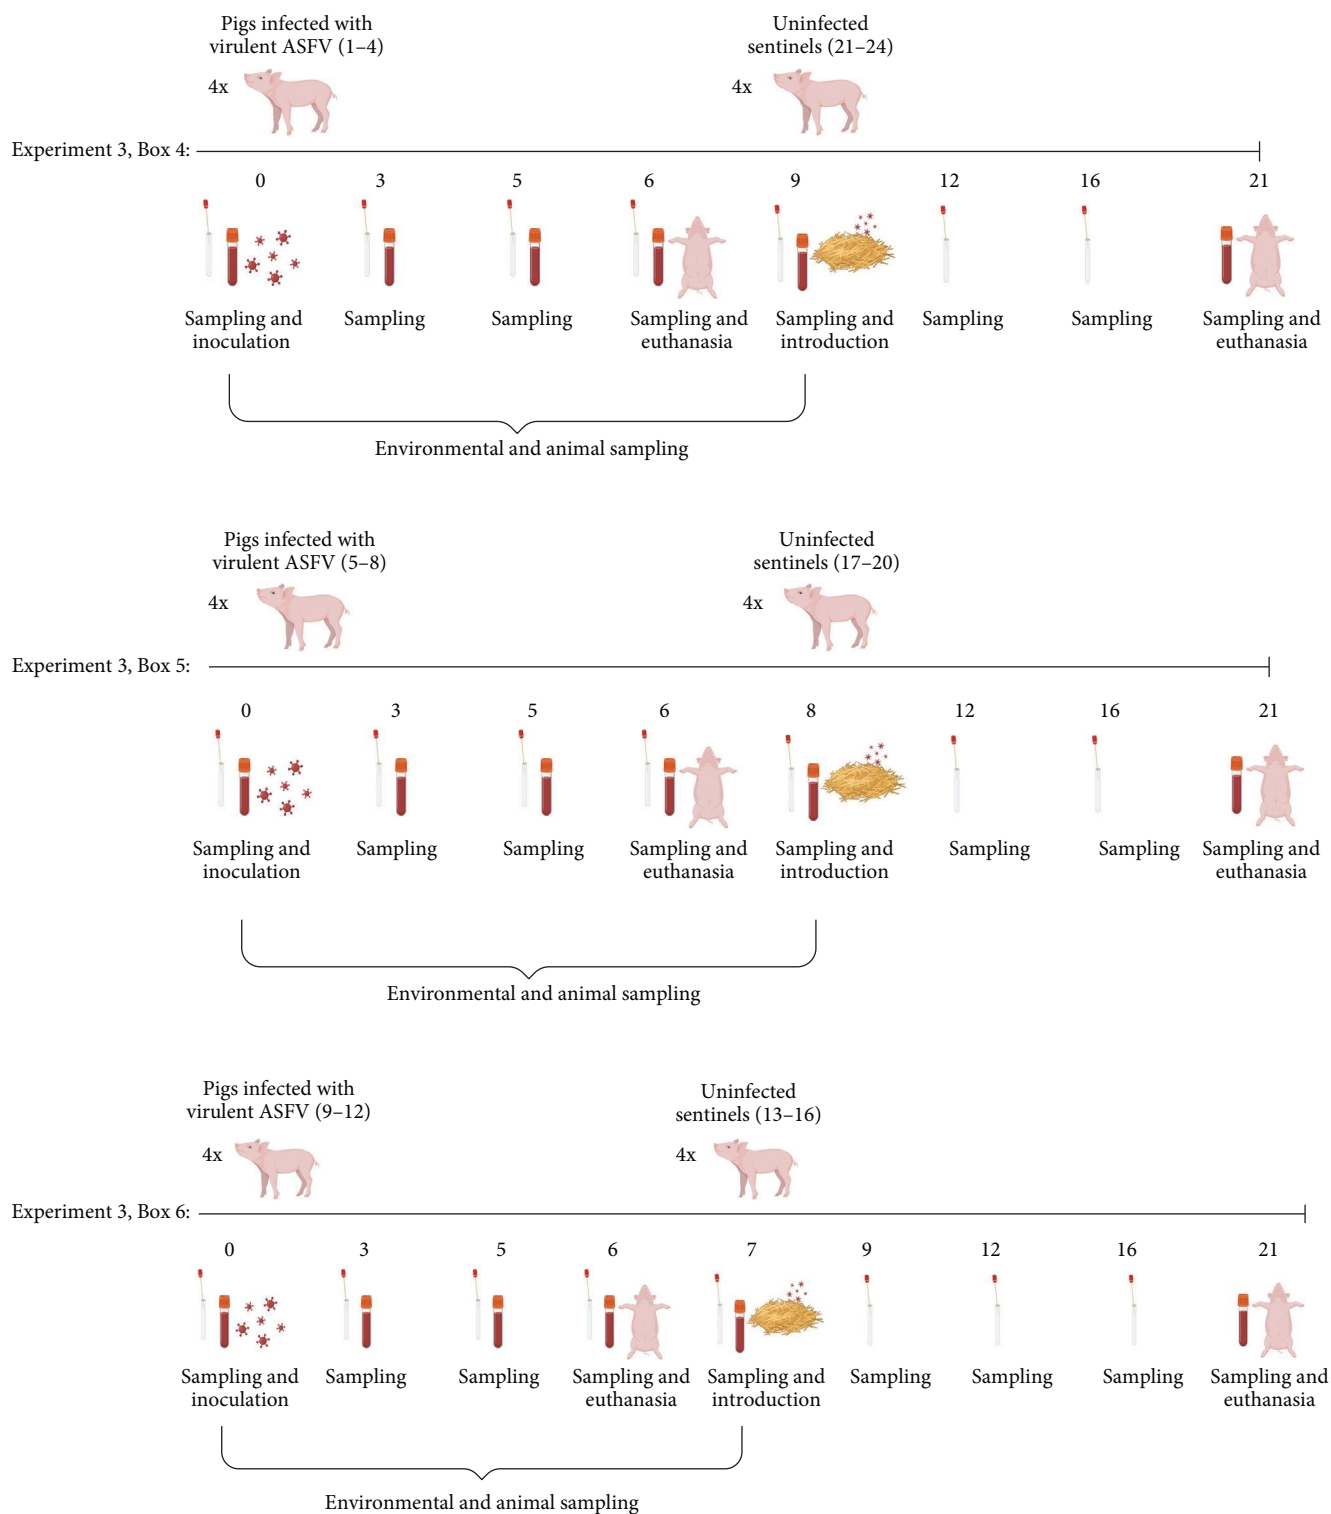 Pigs infected with
virulent ASFV (1–4)
4x
Uninfected
sentinels (21–24)
4x
Experiment 3, Box 4:
0 3 5 6 9 12 16 21
Sampling and
inoculation
Sampling
Sampling
Sampling and
euthanasia
Sampling and
introduction
Sampling
Sampling
Sampling and
euthanasia
Environmental and animal sampling
Pigs infected with
virulent ASFV (5–8)
4x
Uninfected
sentinels (17–20)
4x
Experiment 3, Box 5:
0 3 5 6 8 12 16 21
Sampling and
inoculation
Sampling
Sampling
Sampling and
euthanasia
Sampling and
introduction
Sampling
Sampling
Sampling and
euthanasia
Environmental and animal sampling
Pigs infected with
virulent ASFV (9–12)
4x
Uninfected
sentinels (13–16)
4x
Experiment 3, Box 6:
0 3 5 6 7 9 12 16 21
Sampling and
inoculation
Sampling
Sampling
Sampling and
euthanasia
Sampling and
introduction
Sampling
Sampling
Sampling
Sampling and
euthanasia
Environmental and animal sampling